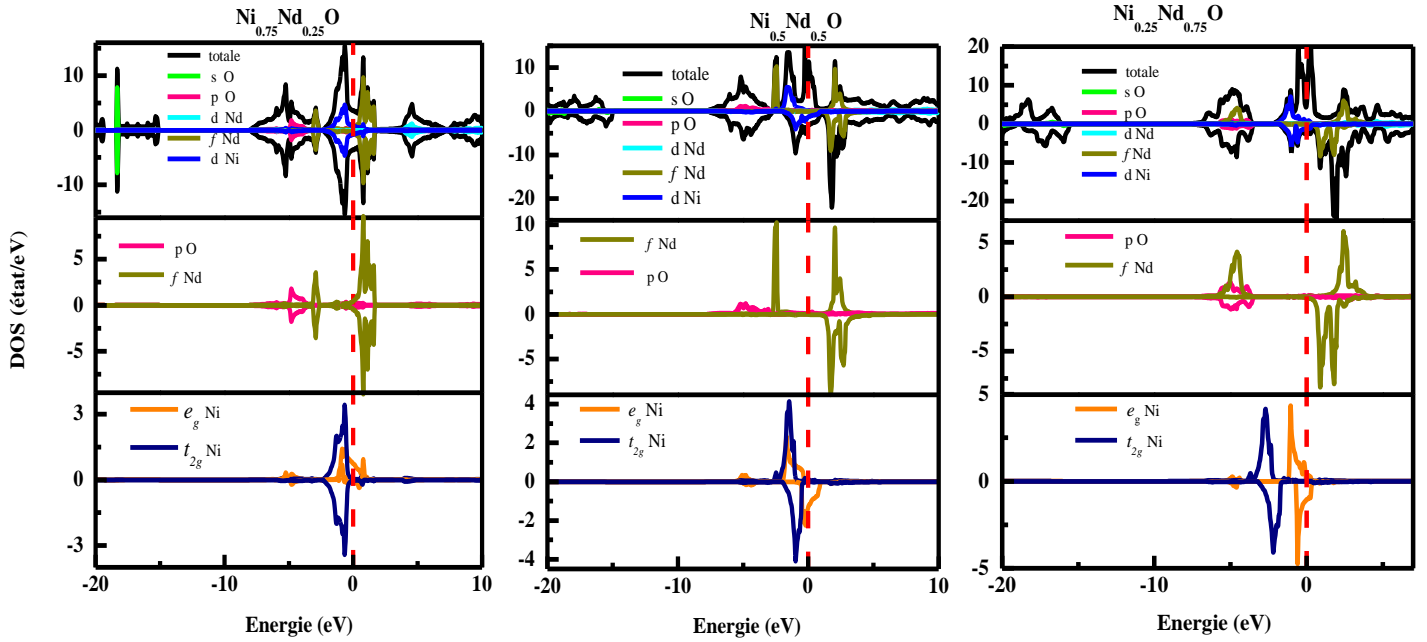 Ni0.75Nd0.25O
Ni0.5Nd0.5O
Ni0.25Nd0.75O
DOS (état/eV)
10
0
-10
totale
s O
p O
d Nd
f Nd
d Ni
5
0
-5
p O
f Nd
3
0
-3
eg Ni
t2g Ni
-20
-10
0
10
Energie (eV)
10
0
-10
-20
totale
s O
p O
d Nd
f Nd
d Ni
10
5
0
-5
f Nd
p O
4
2
0
-2
-4
eg Ni
t2g Ni
-20
-10
0
10
Energie (eV)
20
10
0
-10
-20
totale
s O
p O
d Nd
f Nd
d Ni
5
0
-5
p O
f Nd
5
0
-5
eg Ni
t2g Ni
-20
-10
0
Energie (eV)